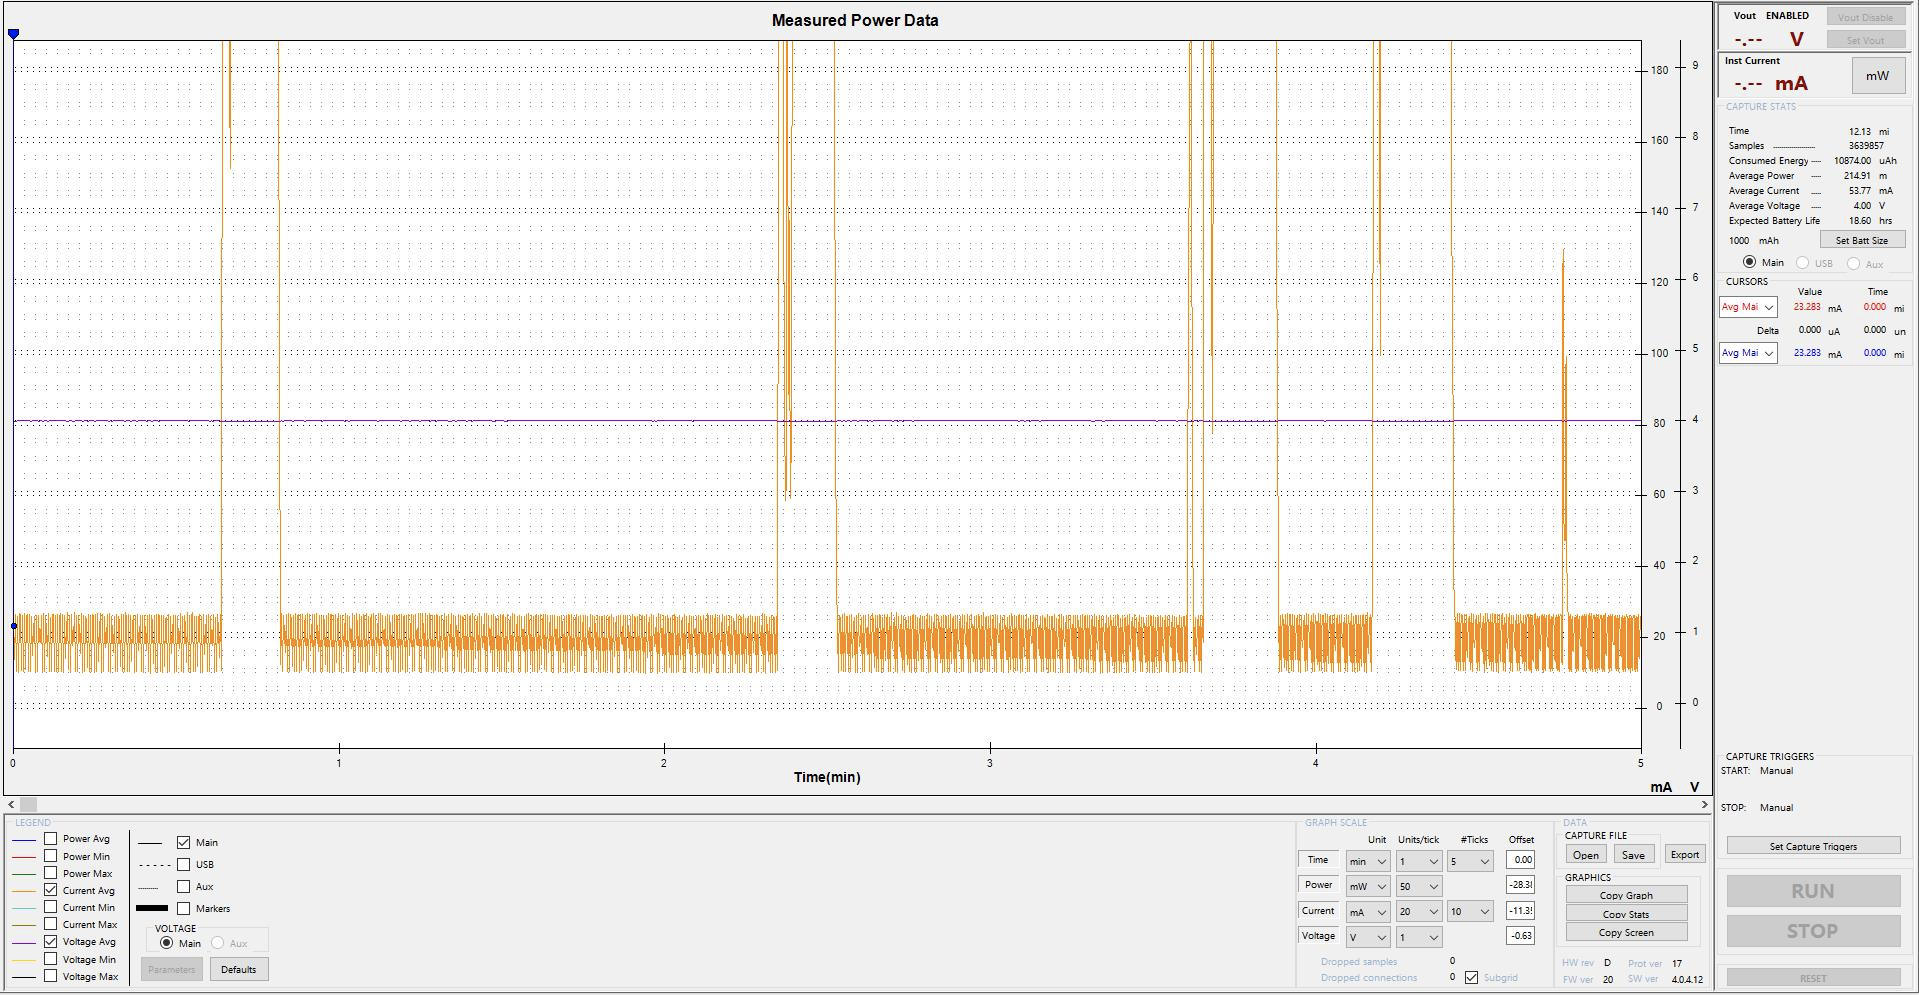 Measured Power Data
180
160
140
120
100
80
60
40
20
0
9
8
7
6
5
4
3
2
1
0
0 1 2 3 4 5
Time(min)
mA V
Vout ENABLED Vout Disable
-.-- V Set Vout
Inst Current
-.-- mA mW
CAPTURE STATS
Time 12.13 mi
Samples 3639857
Consumed Energy 10874.00 uAh
Average Power 214.91 m
Average Current 53.77 mA
Average Voltage 4.00 V
Expected Battery Life 18.60 hrs
1000 mAh Set Batt Size
Main USB Aux
CURSORS
Value Time
Avg Mai 23.283 mA 0.000 mi
Delta 0.000 uA 0.000 un
Avg Mai 23.283 mA 0.000 mi
CAPTURE TRIGGERS
START: Manual
STOP: Manual
Set Capture Triggers
RUN
STOP
RESET
LEGEND
Power Avg
Power Min
Power Max
Current Avg
Current Min
Current Max
Voltage Avg
Voltage Min
Voltage Max
Main
USB
Aux
Markers
VOLTAGE
Main Aux
Parameters Defaults
GRAPH SCALE
Unit Units/tick #Ticks Offset
Time min 1 5 0.00
Power mW 50 -28.3
Current mA 20 10 -11.3
Voltage V 1 -0.63
Dropped samples 0
Dropped connections 0 Subgrid
DATA
CAPTURE FILE
Open Save Export
GRAPHICS
Copy Graph
Copy Stats
Copy Screen
HW rev D Prot ver 17
FW ver 20 SW ver 4.0.4.12